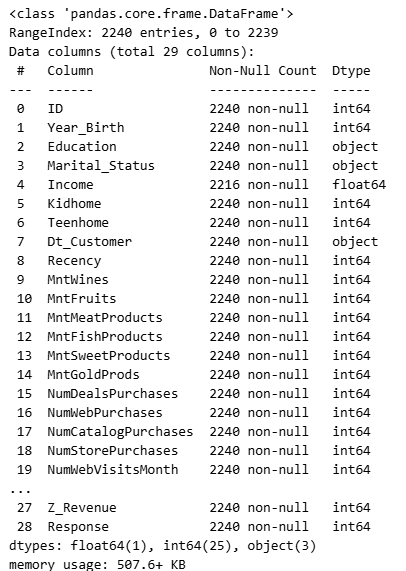 <class 'pandas.core.frame.DataFrame'>
RangeIndex: 2240 entries, 0 to 2239
Data columns (total 29 columns):
 #   Column               Non-Null Count  Dtype
---  ------               --------------  -----
 0   ID                   2240 non-null   int64
 1   Year_Birth           2240 non-null   int64
 2   Education            2240 non-null   object
 3   Marital_Status       2240 non-null   object
 4   Income               2216 non-null   float64
 5   Kidhome              2240 non-null   int64
 6   Teenhome             2240 non-null   int64
 7   Dt_Customer          2240 non-null   object
 8   Recency              2240 non-null   int64
 9   MntWines             2240 non-null   int64
 10  MntFruits            2240 non-null   int64
 11  MntMeatProducts      2240 non-null   int64
 12  MntFishProducts      2240 non-null   int64
 13  MntSweetProducts     2240 non-null   int64
 14  MntGoldProds         2240 non-null   int64
 15  NumDealsPurchases    2240 non-null   int64
 16  NumWebPurchases      2240 non-null   int64
 17  NumCatalogPurchases  2240 non-null   int64
 18  NumStorePurchases    2240 non-null   int64
 19  NumWebVisitsMonth    2240 non-null   int64
...
 27  Z_Revenue            2240 non-null   int64
 28  Response             2240 non-null   int64
dtypes: float64(1), int64(25), object(3)
memory usage: 507.6+ KB